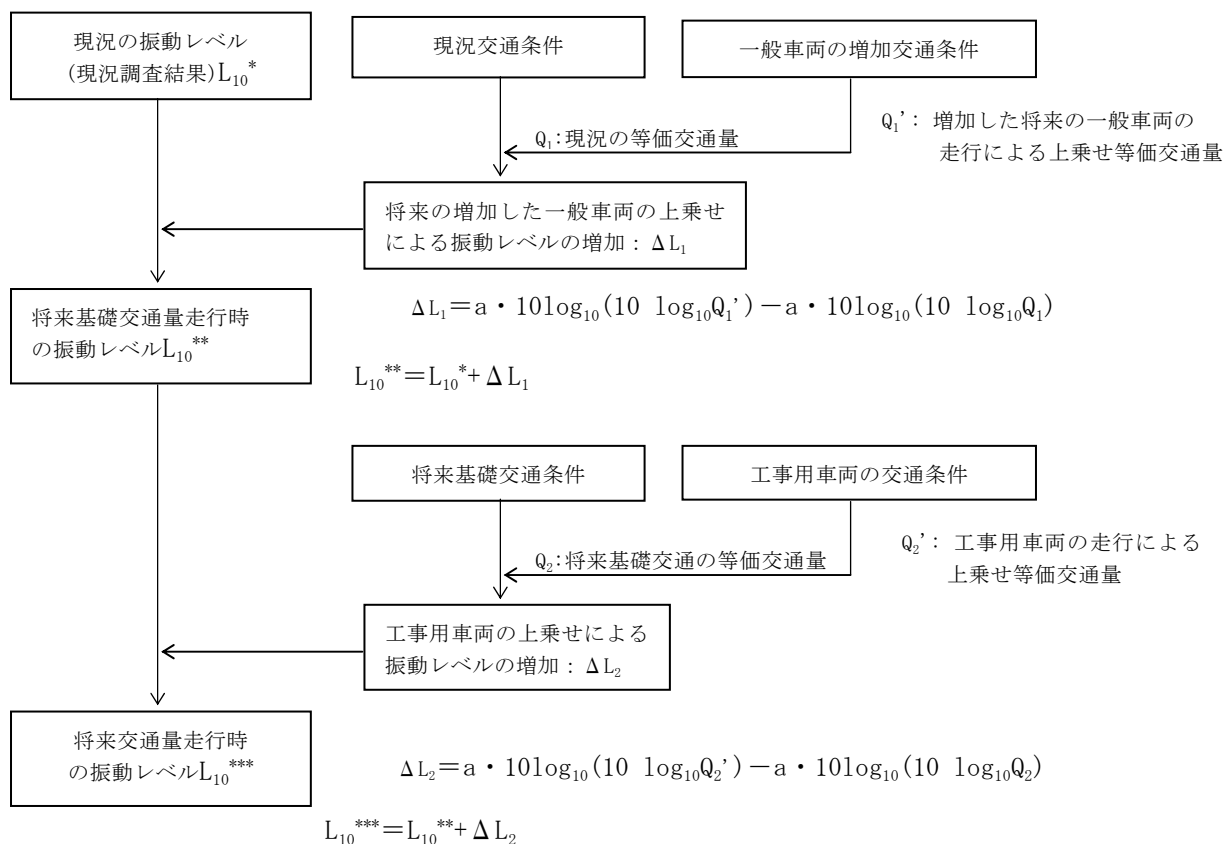 現況の振動レベル
(現況調査結果)L₁₀*
現況交通条件
一般車両の増加交通条件
Q₁:現況の等価交通量
Q₁’: 増加した将来の一般車両の
走行による上乗せ等価交通量
将来の増加した一般車両の上乗せ
による振動レベルの増加：ΔL₁
将来基礎交通量走行時
の振動レベルL₁₀**
ΔL₁＝a・10log₁₀(10 log₁₀Q₁’)－a・10log₁₀(10 log₁₀Q₁)
L₁₀**＝L₁₀*+ΔL₁
将来基礎交通条件
工事用車両の交通条件
Q₂:将来基礎交通の等価交通量
Q₂’: 工事用車両の走行による
上乗せ等価交通量
工事用車両の上乗せによる
振動レベルの増加：ΔL₂
将来交通量走行時
の振動レベルL₁₀***
ΔL₂＝a・10log₁₀(10 log₁₀Q₂’)－a・10log₁₀(10 log₁₀Q₂)
L₁₀***＝L₁₀**+ΔL₂